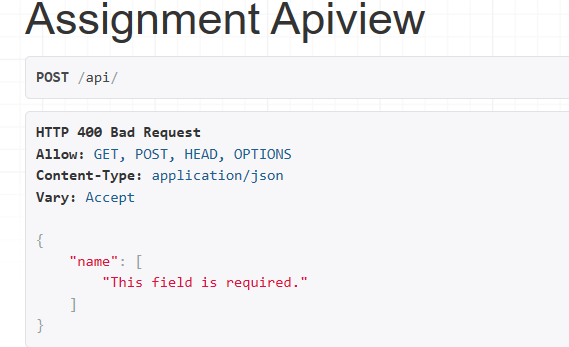 Assignment Apiview
POST /api/
HTTP 400 Bad Request
Allow: GET, POST, HEAD, OPTIONS
Content-Type: application/json
Vary: Accept
{
    "name": [
        "This field is required."
    ]
}